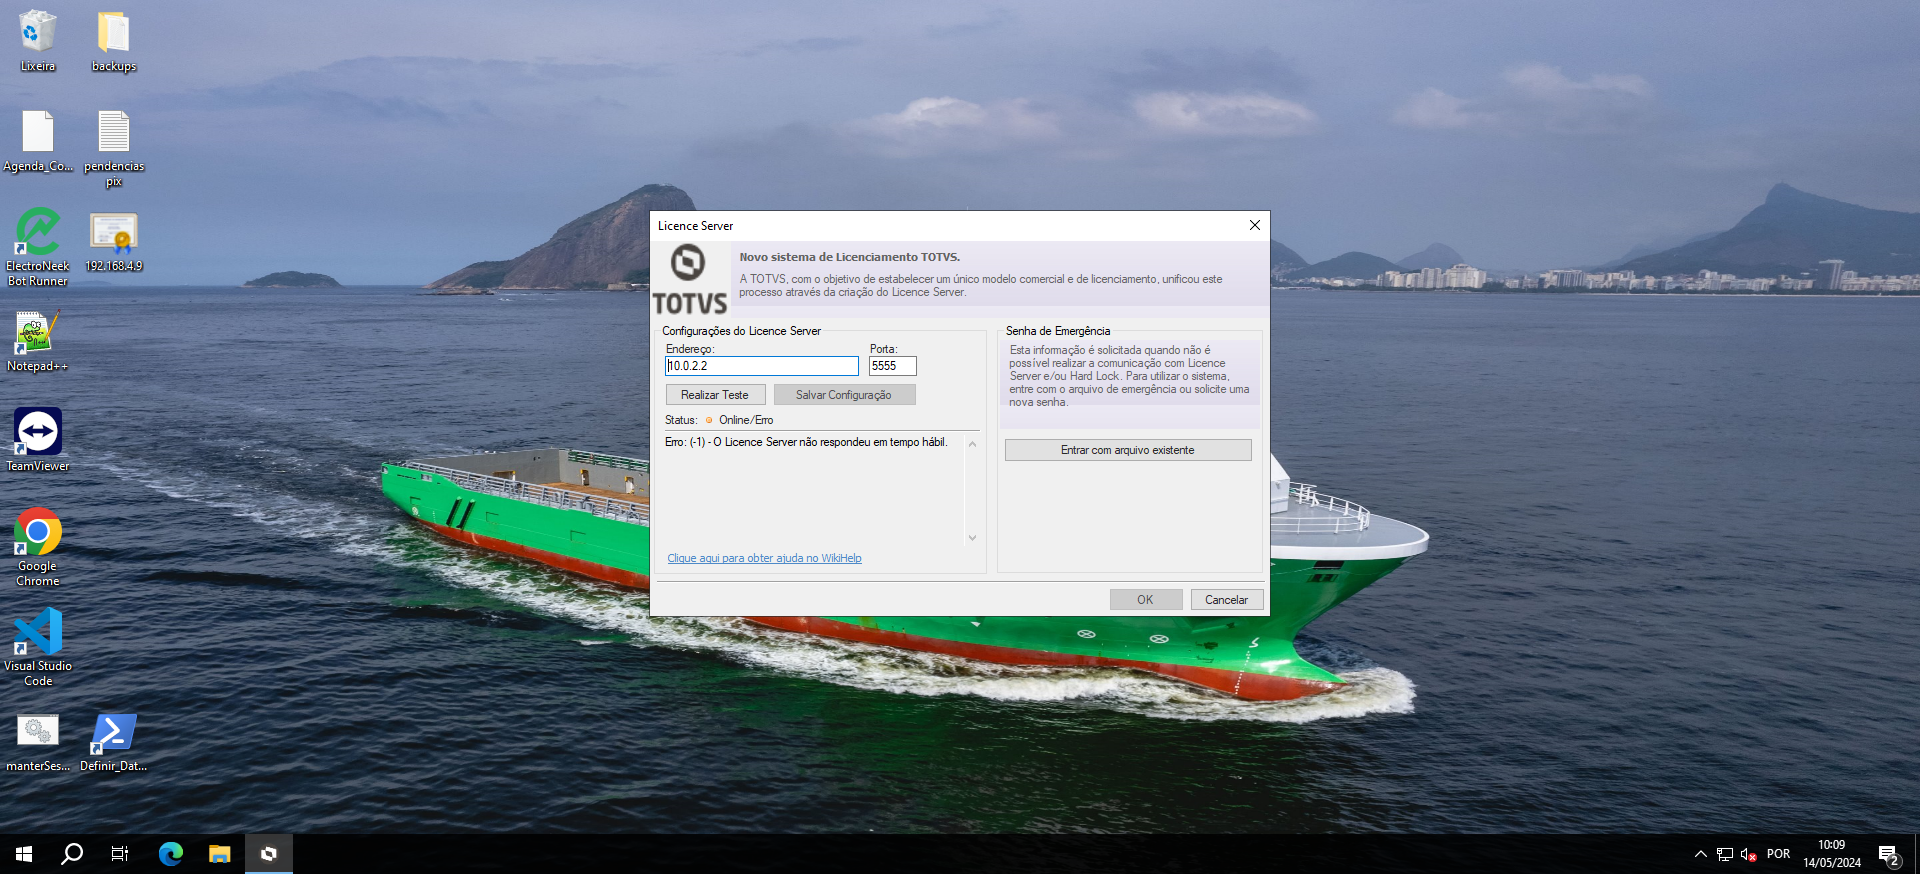 Lixeira
backups
Agenda_Co...
pendencias
pix
ElectroNeek
Bot Runner
192.168.4.9
Notepad++
TeamViewer
Google
Chrome
Visual Studio
Code
manterSes...
Definir_Dat...
Licence Server
TOTVS
Novo sistema de Licenciamento TOTVS.
A TOTVS, com o objetivo de estabelecer um único modelo comercial e de licenciamento, unificou este
processo através da criação do Licence Server.
Configurações do Licence Server
Endereço:
Porta:
10.0.2.2
5555
Realizar Teste
Salvar Configuração
Status:
Online/Erro
Erro: (-1) - O Licence Server não respondeu em tempo hábil.
Clique aqui para obter ajuda no WikiHelp
Senha de Emergência
Esta informação é solicitada quando não é
possível realizar a comunicação com Licence
Server e/ou Hard Lock. Para utilizar o sistema,
entre com o arquivo de emergência ou solicite uma
nova senha.
Entrar com arquivo existente
OK
Cancelar
POR
10:09
14/05/2024
2